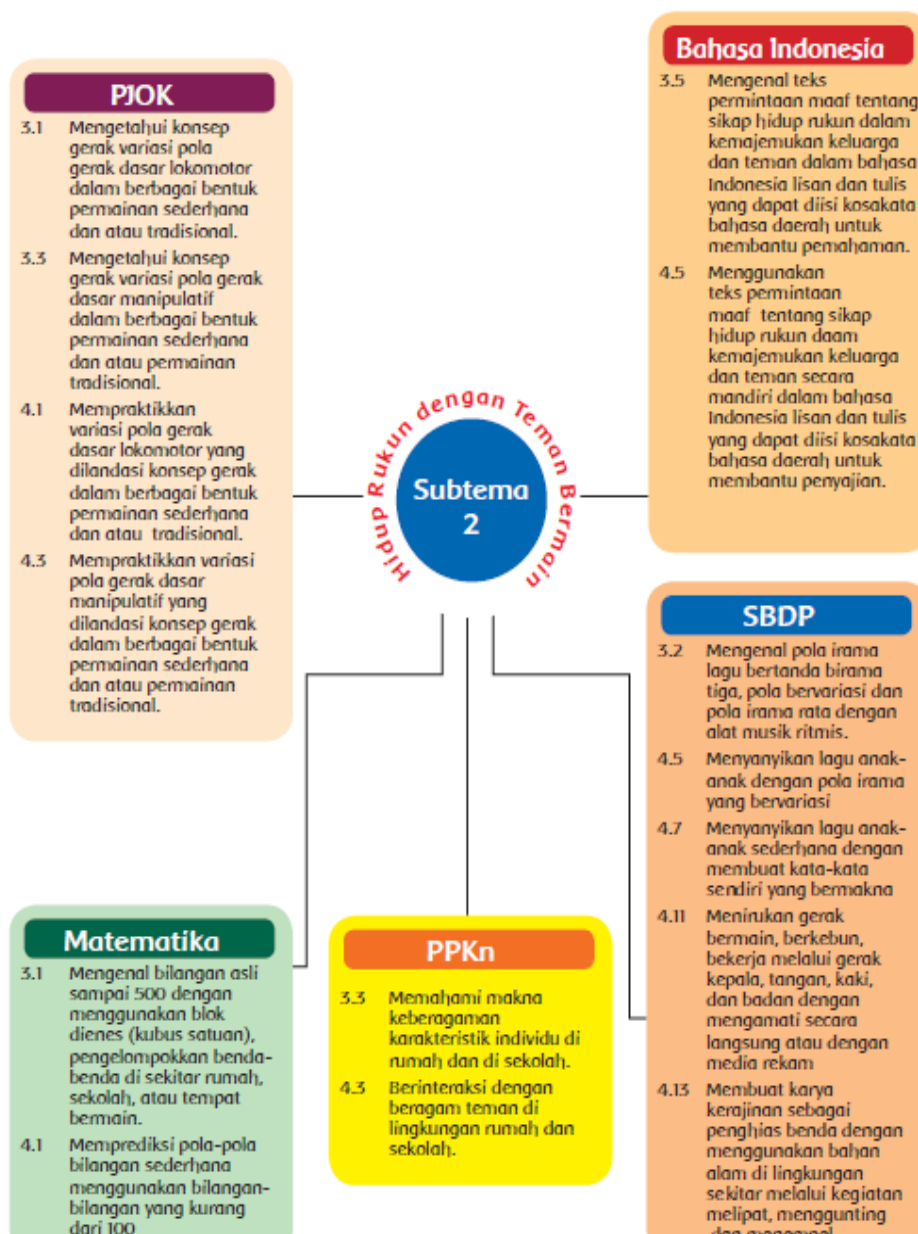 PJOK
3.1 Mengetahui konsep
gerak variasi pola
gerak dasar lokomotor
dalam berbagai bentuk
permainan sederhana
dan atau tradisional.
3.3 Mengetahui konsep
gerak variasi pola gerak
dasar manipulatif
dalam berbagai bentuk
permainan sederhana
dan atau permainan
tradisional.
4.1 Mempraktikkan
variasi pola gerak
dasar lokomotor yang
dilandasi konsep gerak
dalam berbagai bentuk
permainan sederhana
dan atau tradisional.
4.3 Mempraktikkan variasi
pola gerak dasar
manipulatif yang
dilandasi konsep gerak
dalam berbagai bentuk
permainan sederhana
dan atau permainan
tradisional.
Hidup Rukun dengan Teman Bermain
Subtema
2
Bahasa Indonesia
3.5 Mengenal teks
permintaan maaf tentang
sikap hidup rukun dalam
kemajemukan keluarga
dan teman dalam bahasa
Indonesia lisan dan tulis
yang dapat diisi kosakata
bahasa daerah untuk
membantu pemahaman.
4.5 Menggunakan
teks permintaan
maaf tentang sikap
hidup rukun daam
kemajemukan keluarga
dan teman secara
mandiri dalam bahasa
Indonesia lisan dan tulis
yang dapat diisi kosakata
bahasa daerah untuk
membantu penyajian.
SBDP
3.2 Mengenal pola irama
lagu bertanda birama
tiga, pola bervariasi dan
pola irama rata dengan
alat musik ritmis.
4.5 Menyanyikan lagu anak-
anak dengan pola irama
yang bervariasi
4.7 Menyanyikan lagu anak-
anak sederhana dengan
membuat kata-kata
sendiri yang bermakna
4.11 Menirukan gerak
bermain, berkebun,
bekerja melalui gerak
kepala, tangan, kaki,
dan badan dengan
mengamati secara
langsung atau dengan
media rekam
4.13 Membuat karya
kerajinan sebagai
penghias benda dengan
menggunakan bahan
alam di lingkungan
sekitar melalui kegiatan
melipat, menggunting
dan menempel
Matematika
3.1 Mengenal bilangan asli
sampai 500 dengan
menggunakan blok
dienes (kubus satuan),
pengelompokkan benda-
benda di sekitar rumah,
sekolah, atau tempat
bermain.
4.1 Memprediksi pola-pola
bilangan sederhana
menggunakan bilangan-
bilangan yang kurang
dari 100
PPKn
3.3 Memahami makna
keberagaman
karakteristik individu di
rumah dan di sekolah.
4.3 Berinteraksi dengan
beragam teman di
lingkungan rumah dan
sekolah.